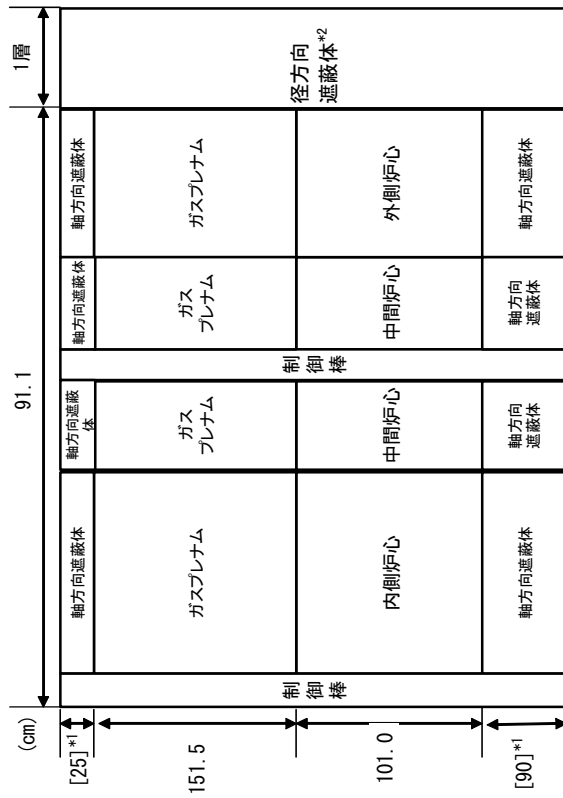 (cm)
91.1
1層
[25]*1
151.5
101.0
[90]*1
制御棒
軸方向遮蔽体
ガスプレナム
内側炉心
軸方向遮蔽体
軸方向遮蔽
体
ガス
プレナム
中間炉心
軸方向
遮蔽体
制御棒
軸方向遮蔽体
ガス
プレナム
中間炉心
軸方向
遮蔽体
軸方向遮蔽体
ガスプレナム
外側炉心
軸方向遮蔽体
径方向
遮蔽体*2